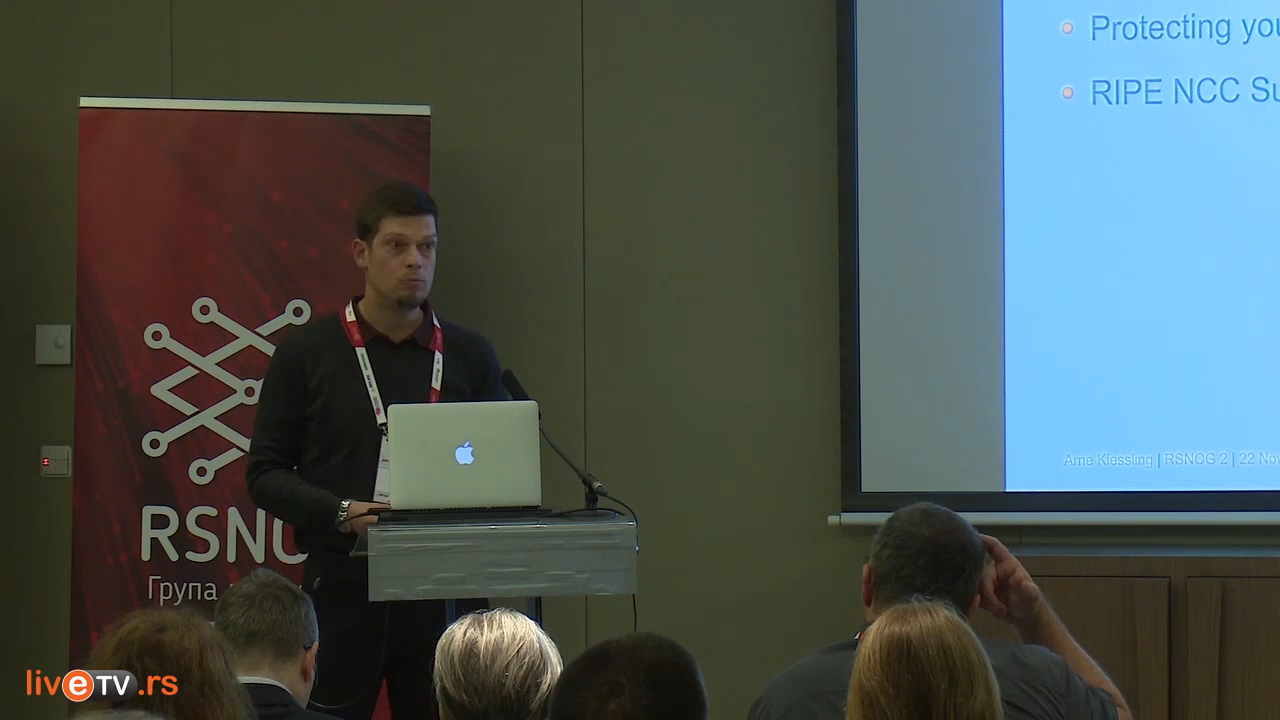 Protecting you
RIPE NCC Su
Arne Kiessling | RSNOG 2 | 22 Nov
RSNO
Група
liveTV.rs